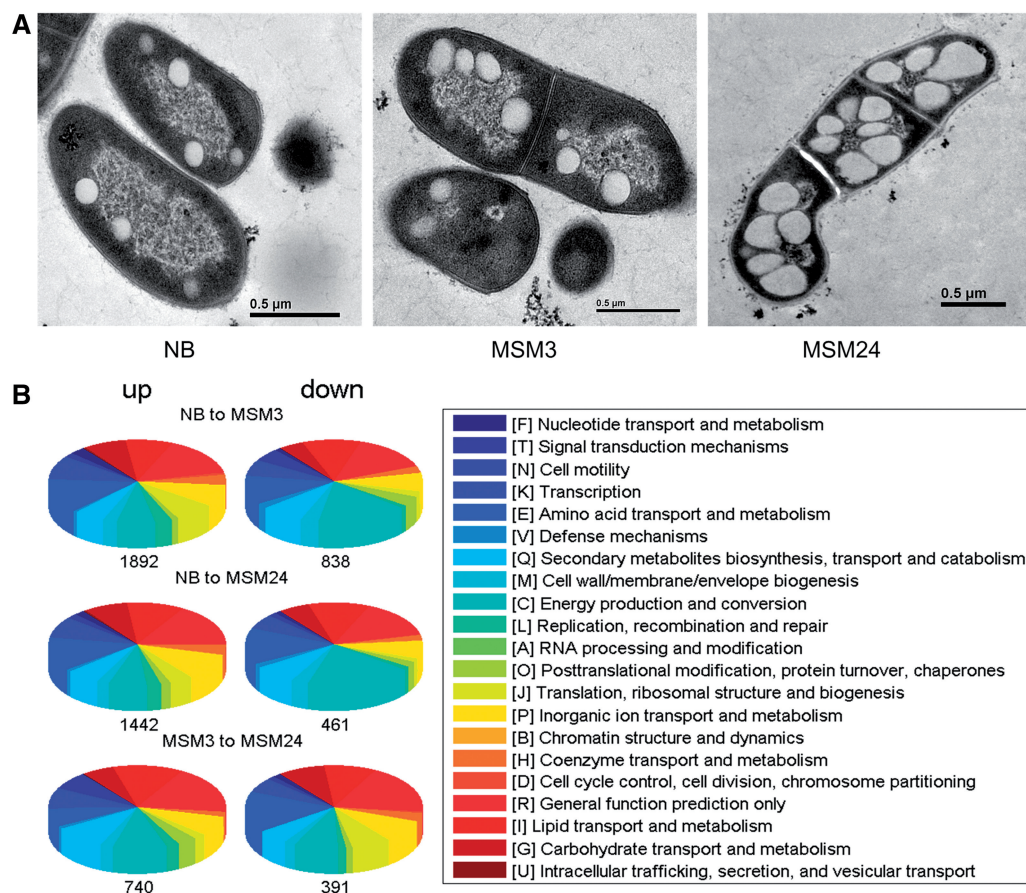 A
0.5 µm
0.5 µm
0.5 µm
NB
MSM3
MSM24
B
up
down
NB to MSM3
1892
838
NB to MSM24
1442
461
MSM3 to MSM24
740
391
[F] Nucleotide transport and metabolism
[T] Signal transduction mechanisms
[N] Cell motility
[K] Transcription
[E] Amino acid transport and metabolism
[V] Defense mechanisms
[Q] Secondary metabolites biosynthesis, transport and catabolism
[M] Cell wall/membrane/envelope biogenesis
[C] Energy production and conversion
[L] Replication, recombination and repair
[A] RNA processing and modification
[O] Posttranslational modification, protein turnover, chaperones
[J] Translation, ribosomal structure and biogenesis
[P] Inorganic ion transport and metabolism
[B] Chromatin structure and dynamics
[H] Coenzyme transport and metabolism
[D] Cell cycle control, cell division, chromosome partitioning
[R] General function prediction only
[I] Lipid transport and metabolism
[G] Carbohydrate transport and metabolism
[U] Intracellular trafficking, secretion, and vesicular transport